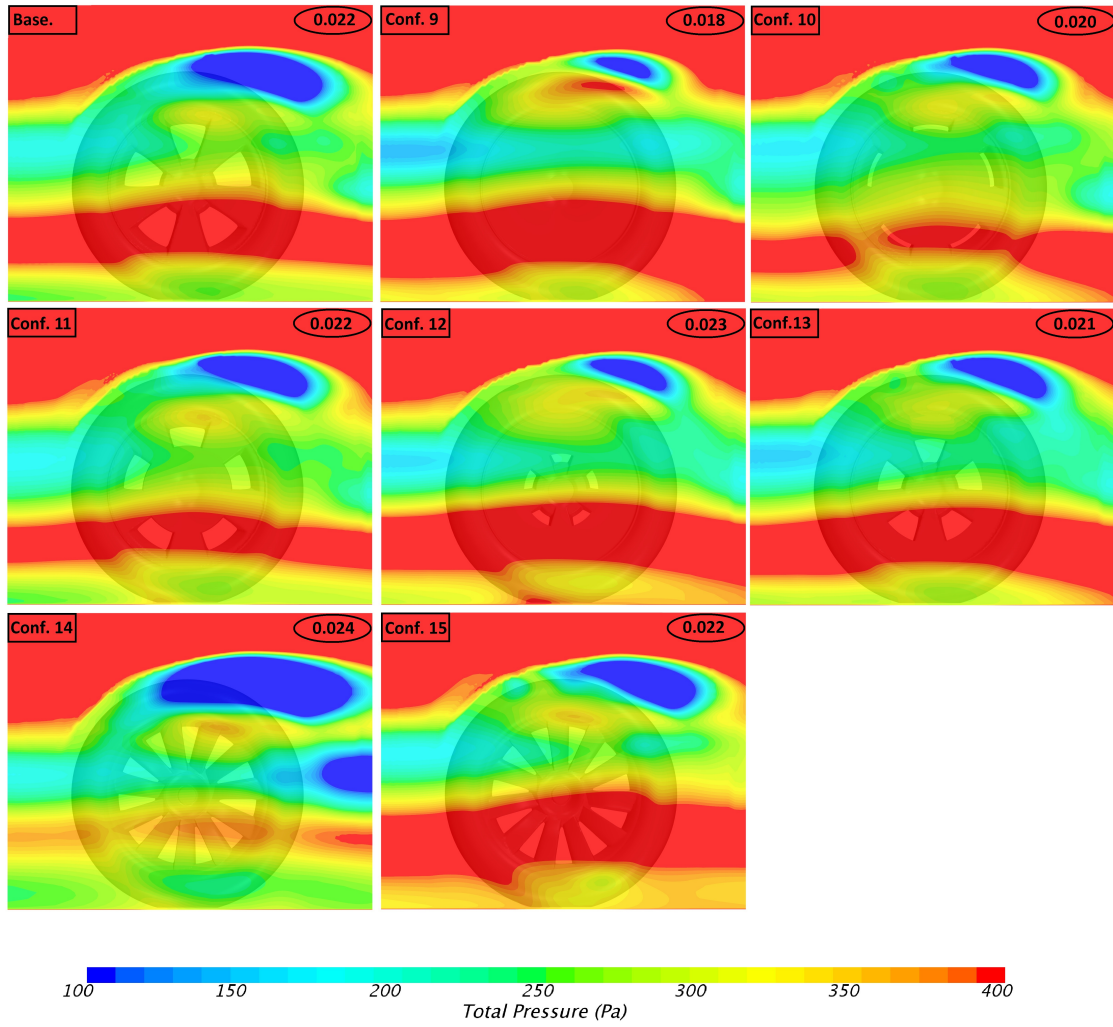 Base. 0.022 Conf. 9 0.018 Conf. 10 0.020
Conf. 11 0.022 Conf. 12 0.023 Conf.13 0.021
Conf. 14 0.024 Conf. 15 0.022
100 150 200 250 300 350 400
Total Pressure (Pa)